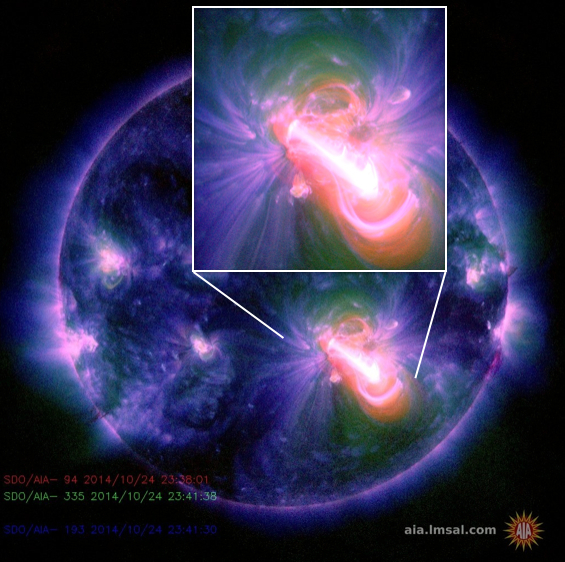 SDO/AIA- 94 2014/10/24 23:38:01
SDO/AIA- 335 2014/10/24 23:41:38
SDO/AIA- 193 2014/10/24 23:41:30
aia.lmsal.com
AIA